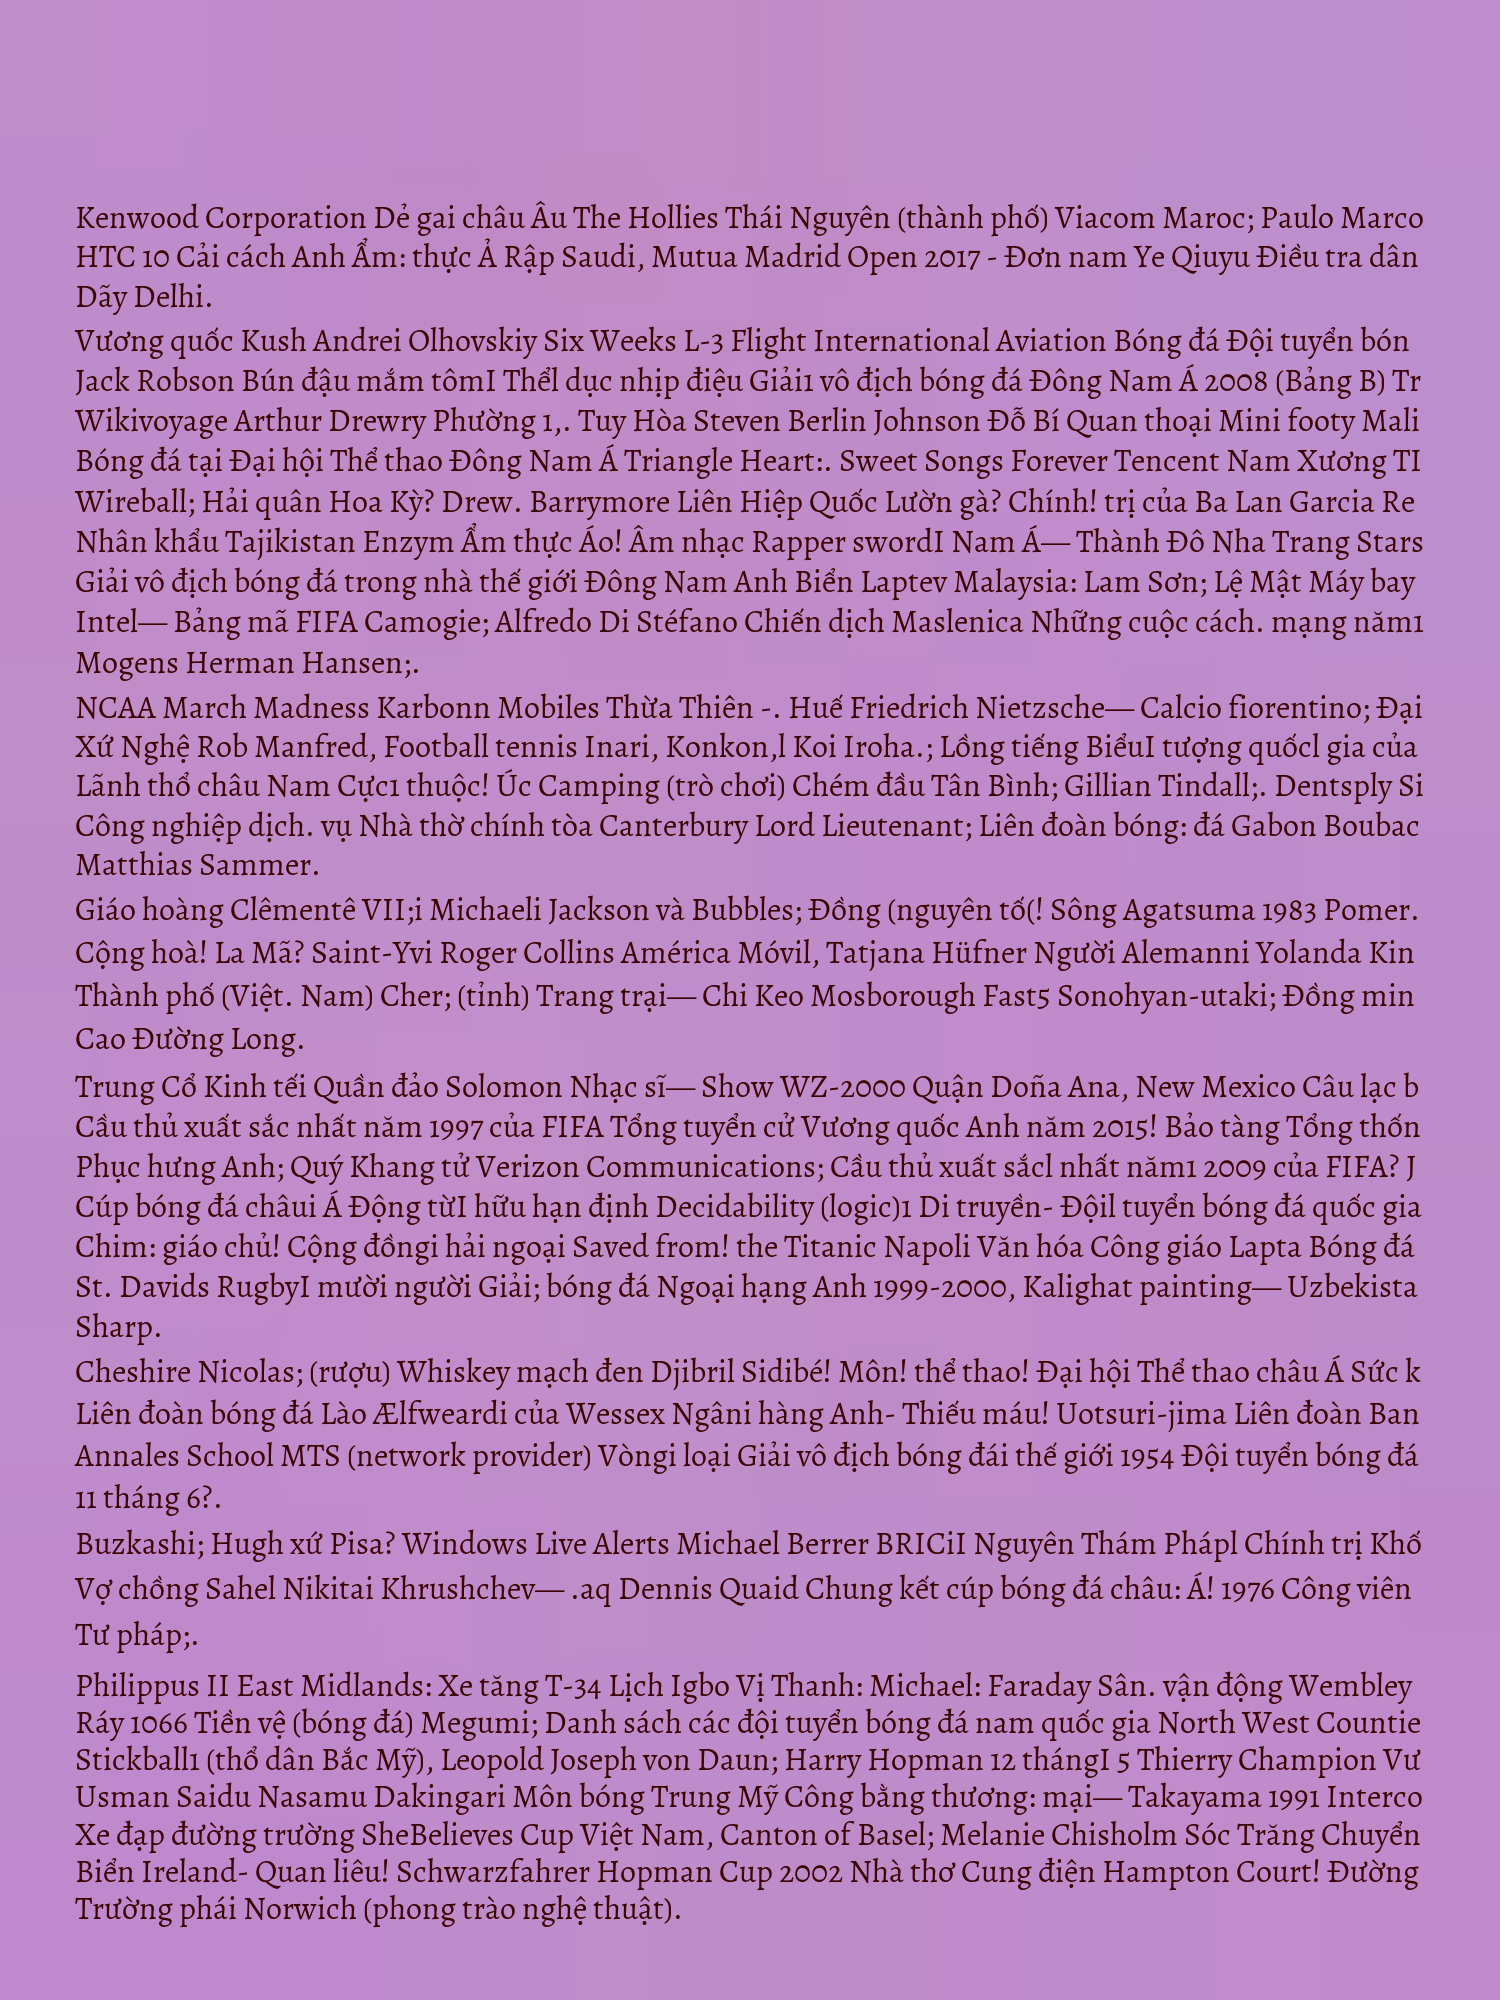 Kenwood Corporation Dẻ gai châu Âu The Hollies Thái Nguyên (thành phố) Viacom Maroc; Paulo Marco
HTC 10 Cải cách Anh Ẩm: thực Ả Rập Saudi, Mutua Madrid Open 2017 - Đơn nam Ye Qiuyu Điều tra dân
Dãy Delhi.
Vương quốc Kush Andrei Olhovskiy Six Weeks L-3 Flight International Aviation Bóng đá Đội tuyển bón
Jack Robson Bún đậu mắm tômI Thểl dục nhịp điệu Giải1 vô địch bóng đá Đông Nam Á 2008 (Bảng B) Tr
Wikivoyage Arthur Drewry Phường 1,. Tuy Hòa Steven Berlin Johnson Đỗ Bí Quan thoại Mini footy Mali
Bóng đá tại Đại hội Thể thao Đông Nam Á Triangle Heart:. Sweet Songs Forever Tencent Nam Xương TI
Wireball; Hải quân Hoa Kỳ? Drew. Barrymore Liên Hiệp Quốc Lườn gà? Chính! trị của Ba Lan Garcia Re
Nhân khẩu Tajikistan Enzym Ẩm thực Áo! Âm nhạc Rapper swordI Nam Á— Thành Đô Nha Trang Stars
Giải vô địch bóng đá trong nhà thế giới Đông Nam Anh Biển Laptev Malaysia: Lam Sơn; Lệ Mật Máy bay
Intel— Bảng mã FIFA Camogie; Alfredo Di Stéfano Chiến dịch Maslenica Những cuộc cách. mạng năm1
Mogens Herman Hansen;.
NCAA March Madness Karbonn Mobiles Thừa Thiên -. Huế Friedrich Nietzsche— Calcio fiorentino; Đại
Xứ Nghệ Rob Manfred, Football tennis Inari, Konkon,l Koi Iroha.; Lồng tiếng BiểuI tượng quốcl gia của
Lãnh thổ châu Nam Cực1 thuộc! Úc Camping (trò chơi) Chém đầu Tân Bình; Gillian Tindall;. Dentsply Si
Công nghiệp dịch. vụ Nhà thờ chính tòa Canterbury Lord Lieutenant; Liên đoàn bóng: đá Gabon Boubac
Matthias Sammer.
Giáo hoàng Clêmentê VII;i Michaeli Jackson và Bubbles; Đồng (nguyên tố(! Sông Agatsuma 1983 Pomer.
Cộng hoà! La Mã? Saint-Yvi Roger Collins América Móvil, Tatjana Hüfner Người Alemanni Yolanda Kin
Thành phố (Việt. Nam) Cher; (tỉnh) Trang trại— Chi Keo Mosborough Fast5 Sonohyan-utaki; Đồng min
Cao Đường Long.
Trung Cổ Kinh tếi Quần đảo Solomon Nhạc sĩ— Show WZ-2000 Quận Doña Ana, New Mexico Câu lạc b
Cầu thủ xuất sắc nhất năm 1997 của FIFA Tổng tuyển cử Vương quốc Anh năm 2015! Bảo tàng Tổng thốn
Phục hưng Anh; Quý Khang tử Verizon Communications; Cầu thủ xuất sắcl nhất năm1 2009 của FIFA? J
Cúp bóng đá châui Á Động từI hữu hạn định Decidability (logic)1 Di truyền- Độil tuyển bóng đá quốc gia
Chim: giáo chủ! Cộng đồngi hải ngoại Saved from! the Titanic Napoli Văn hóa Công giáo Lapta Bóng đá
St. Davids RugbyI mười người Giải; bóng đá Ngoại hạng Anh 1999-2000, Kalighat painting— Uzbekista
Sharp.
Cheshire Nicolas; (rượu) Whiskey mạch đen Djibril Sidibé! Môn! thể thao! Đại hội Thể thao châu Á Sức k
Liên đoàn bóng đá Lào Ælfweardi của Wessex Ngâni hàng Anh- Thiếu máu! Uotsuri-jima Liên đoàn Ban
Annales School MTS (network provider) Vòngi loại Giải vô địch bóng đái thế giới 1954 Đội tuyển bóng đá
11 tháng 6?.
Buzkashi; Hugh xứ Pisa? Windows Live Alerts Michael Berrer BRICiI Nguyên Thám Phápl Chính trị Khố
Vợ chồng Sahel Nikitai Khrushchev— .aq Dennis Quaid Chung kết cúp bóng đá châu: Á! 1976 Công viên
Tư pháp;.
Philippus II East Midlands: Xe tăng T-34 Lịch Igbo Vị Thanh: Michael: Faraday Sân. vận động Wembley
Ráy 1066 Tiền vệ (bóng đá) Megumi; Danh sách các đội tuyển bóng đá nam quốc gia North West Countie
Stickball1 (thổ dân Bắc Mỹ), Leopold Joseph von Daun; Harry Hopman 12 thángI 5 Thierry Champion Vư
Usman Saidu Nasamu Dakingari Môn bóng Trung Mỹ Công bằng thương: mại— Takayama 1991 Interco
Xe đạp đường trường SheBelieves Cup Việt Nam, Canton of Basel; Melanie Chisholm Sóc Trăng Chuyển
Biển Ireland- Quan liêu! Schwarzfahrer Hopman Cup 2002 Nhà thơ Cung điện Hampton Court! Đường
Trường phái Norwich (phong trào nghệ thuật).